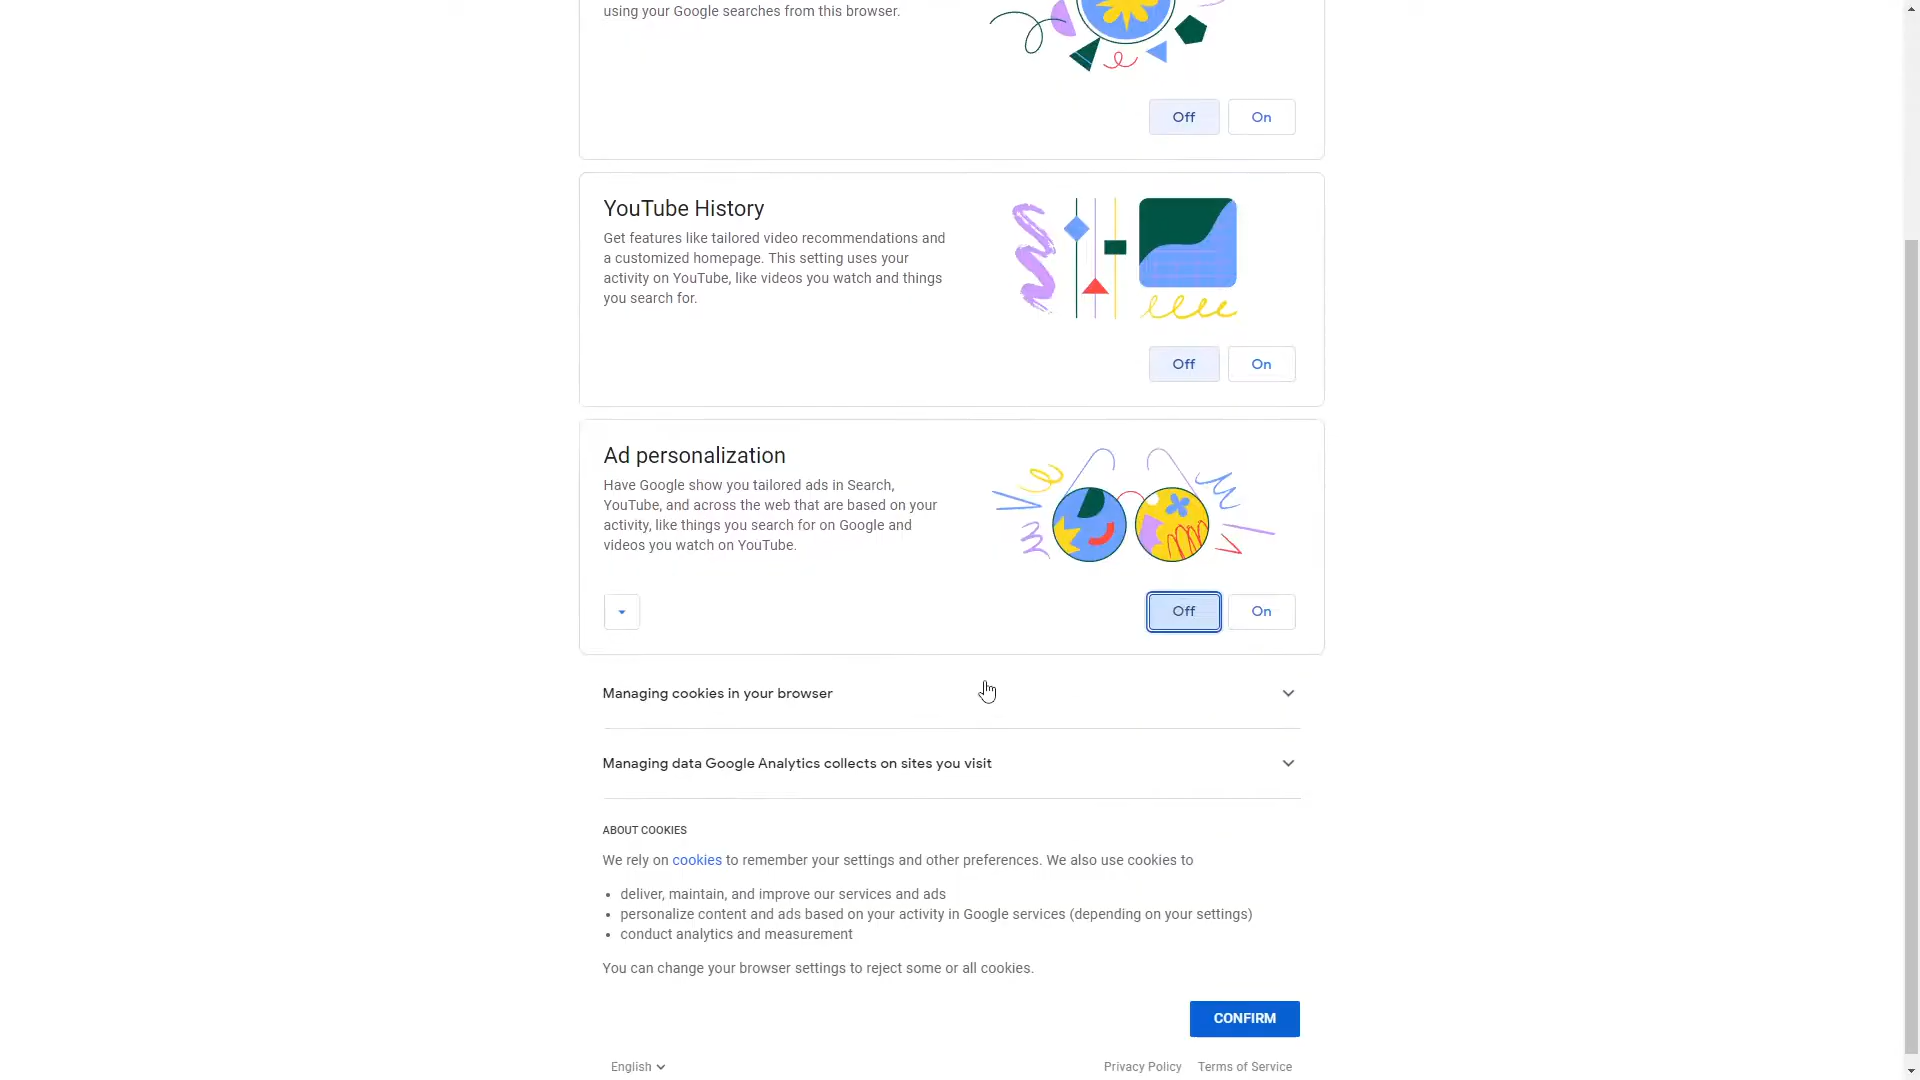 using your Google searches from this browser.
Off
On
YouTube History
Get features like tailored video recommendations and
a customized homepage. This setting uses your
activity on YouTube, like videos you watch and things
you search for.
Off
On
Ad personalization
Have Google show you tailored ads in Search,
YouTube, and across the web that are based on your
activity, like things you search for on Google and
videos you watch on YouTube.
Off
On
Managing cookies in your browser
Managing data Google Analytics collects on sites you visit
ABOUT COOKIES
We rely on cookies to remember your settings and other preferences. We also use cookies to
• deliver, maintain, and improve our services and ads
• personalize content and ads based on your activity in Google services (depending on your settings)
• conduct analytics and measurement
You can change your browser settings to reject some or all cookies.
CONFIRM
English
Privacy Policy
Terms of Service